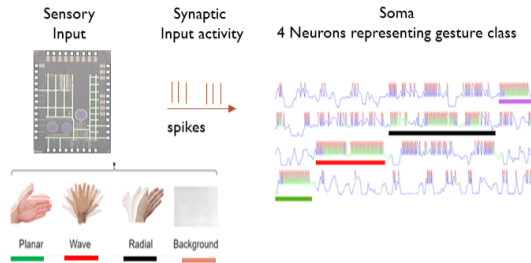 Sensory
Input
Synaptic
Input activity
Soma
4 Neurons representing gesture class
spikes
Planar
Wave
Radial
Background